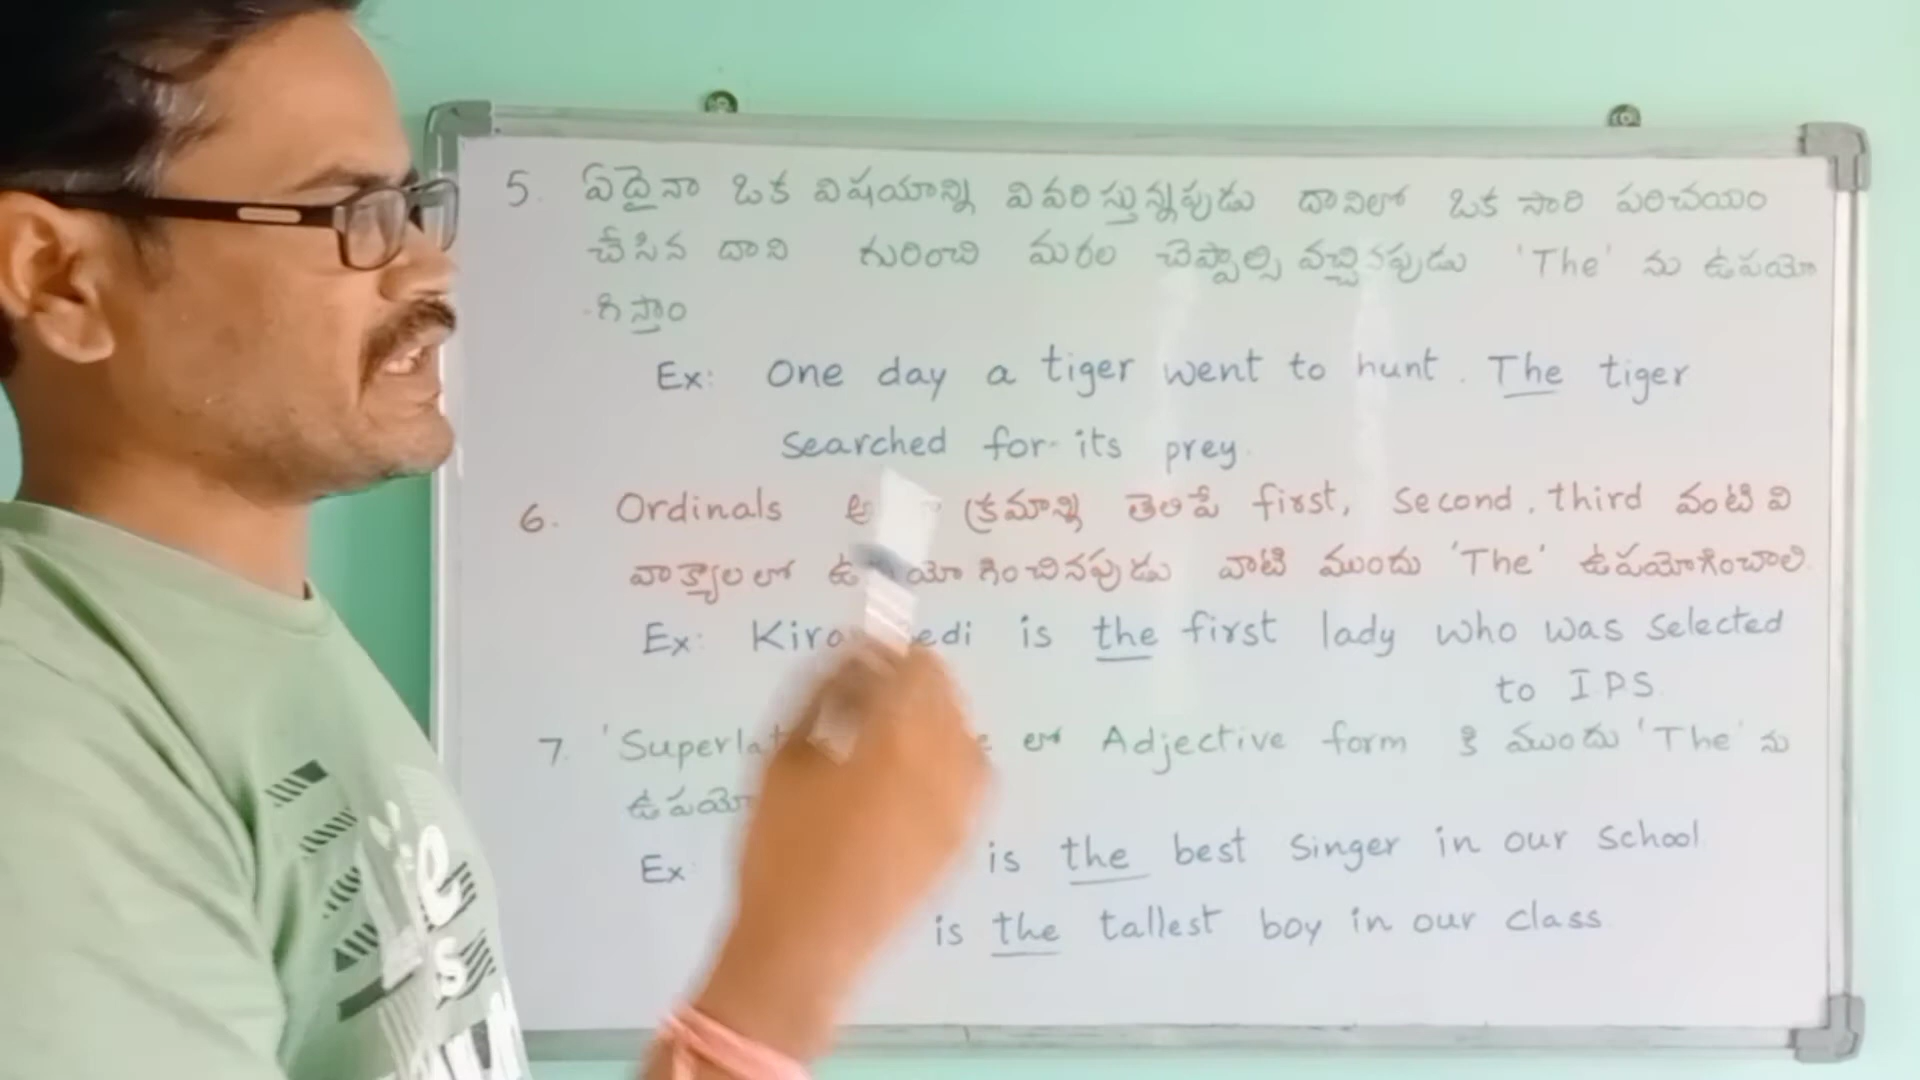 5. ఏదైనా ఒక విషయాన్ని వివరిస్తున్నపుడు దానిలో ఒక సారి పరిచయం
చేసిన దాని గురించి మరల చెప్పాల్సి వచ్చినపుడు 'The' ను ఉపయో
-గిస్తాం
Ex: One day a tiger went to hunt. The tiger
searched for its prey.
6. Ordinals క్రమాన్ని తెలిపే first, second, third వంటి వి
వాక్యాలలో ఉపయోగించినపుడు వాటి ముందు 'The' ఉపయోగించాలి.
Ex: is the first lady who was selected
to I.P.S.
7. లో Adjective form కి ముందు 'The' ను
Ex: is the best singer in our school
is the tallest boy in our class